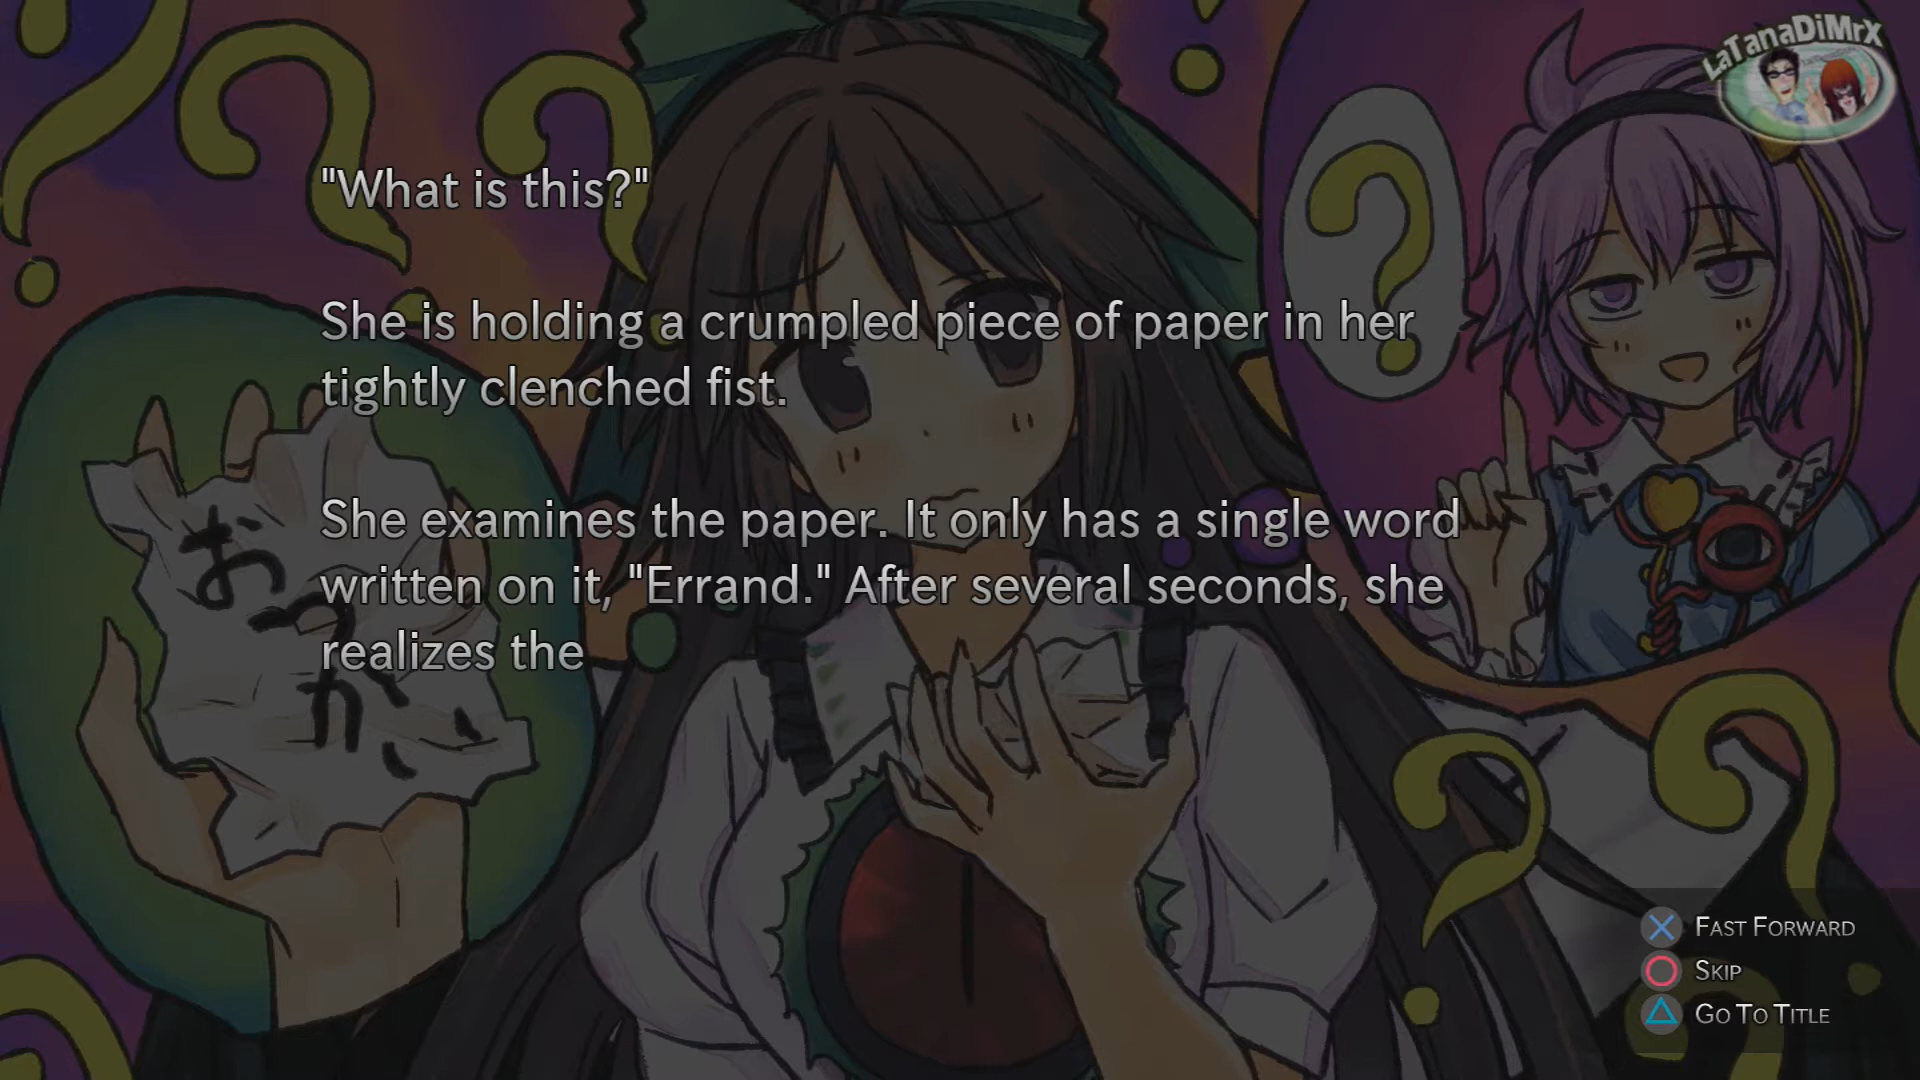 LaTanaDiMrX
"What is this?"
She is holding a crumpled piece of paper in her
tightly clenched fist.
She examines the paper. It only has a single word
written on it, "Errand." After several seconds, she
realizes the
おつかい
?
Fast Forward
Skip
Go To Title